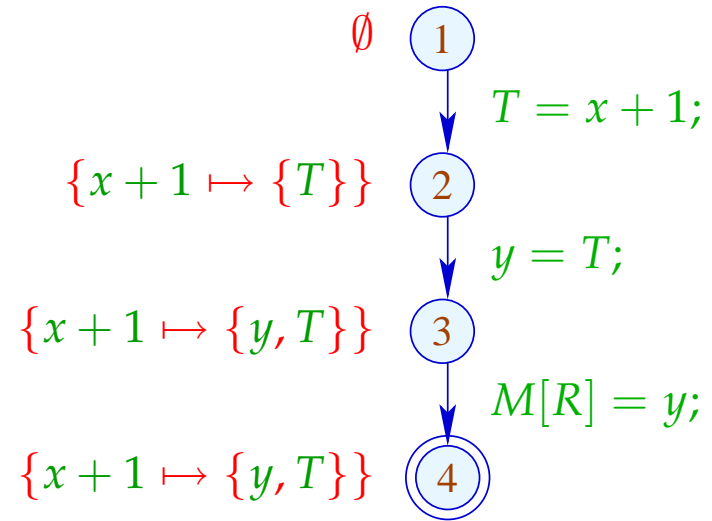 ∅ 1
T = x + 1;
{x + 1 ↦ {T}} 2
y = T;
{x + 1 ↦ {y, T}} 3
M[R] = y;
{x + 1 ↦ {y, T}} 4